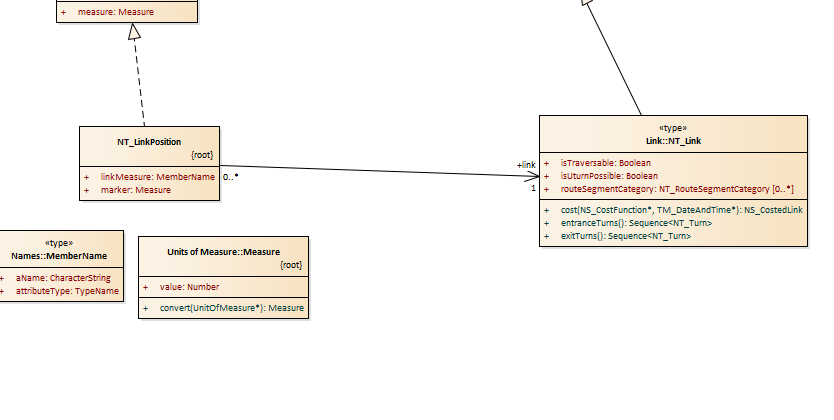 + measure: Measure
NT_LinkPosition
{root}
+ linkMeasure: MemberName
+ marker: Measure
0..*
+link
1
«type»
Link::NT_Link
+ isTraversable: Boolean
+ isUturnPossible: Boolean
+ routeSegmentCategory: NT_RouteSegmentCategory [0..*]
+ cost(NS_CostFunction*, TM_DateAndTime*): NS_CostedLink
+ entranceTurns(): Sequence<NT_Turn>
+ exitTurns(): Sequence<NT_Turn>
«type»
Names::MemberName
+ aName: CharacterString
+ attributeType: TypeName
Units of Measure::Measure
{root}
+ value: Number
+ convert(UnitOfMeasure*): Measure